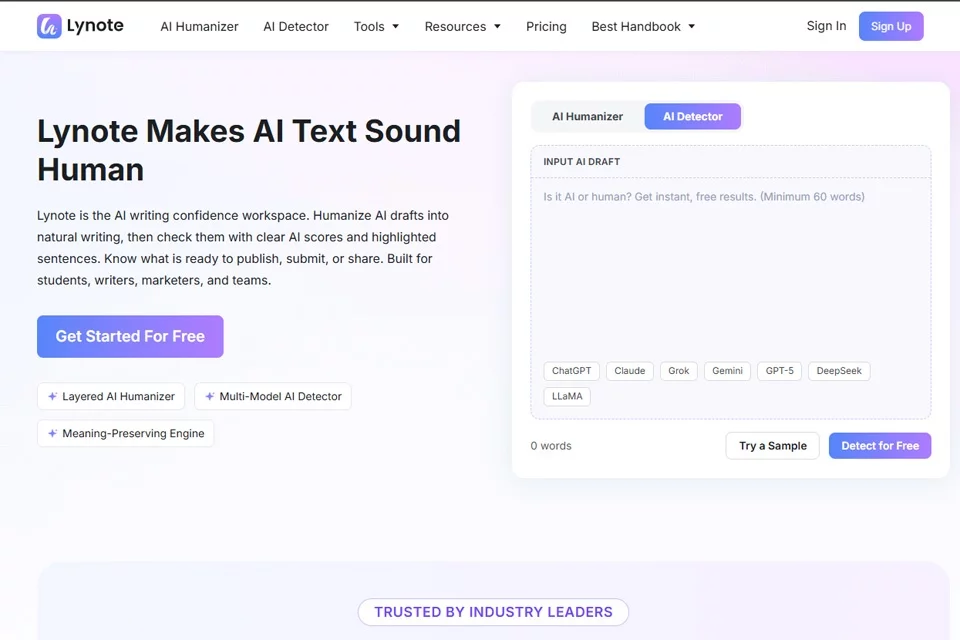 Lynote
AI Humanizer
AI Detector
Tools
Resources
Pricing
Best Handbook
Sign In
Sign Up
Lynote Makes AI Text Sound
Human
Lynote is the AI writing confidence workspace. Humanize AI drafts into
natural writing, then check them with clear AI scores and highlighted
sentences. Know what is ready to publish, submit, or share. Built for
students, writers, marketers, and teams.
Get Started For Free
Layered AI Humanizer
Multi-Model AI Detector
Meaning-Preserving Engine
AI Humanizer
AI Detector
INPUT AI DRAFT
Is it AI or human? Get instant, free results. (Minimum 60 words)
ChatGPT
Claude
Grok
Gemini
GPT-5
DeepSeek
LLaMA
0 words
Try a Sample
Detect for Free
TRUSTED BY INDUSTRY LEADERS